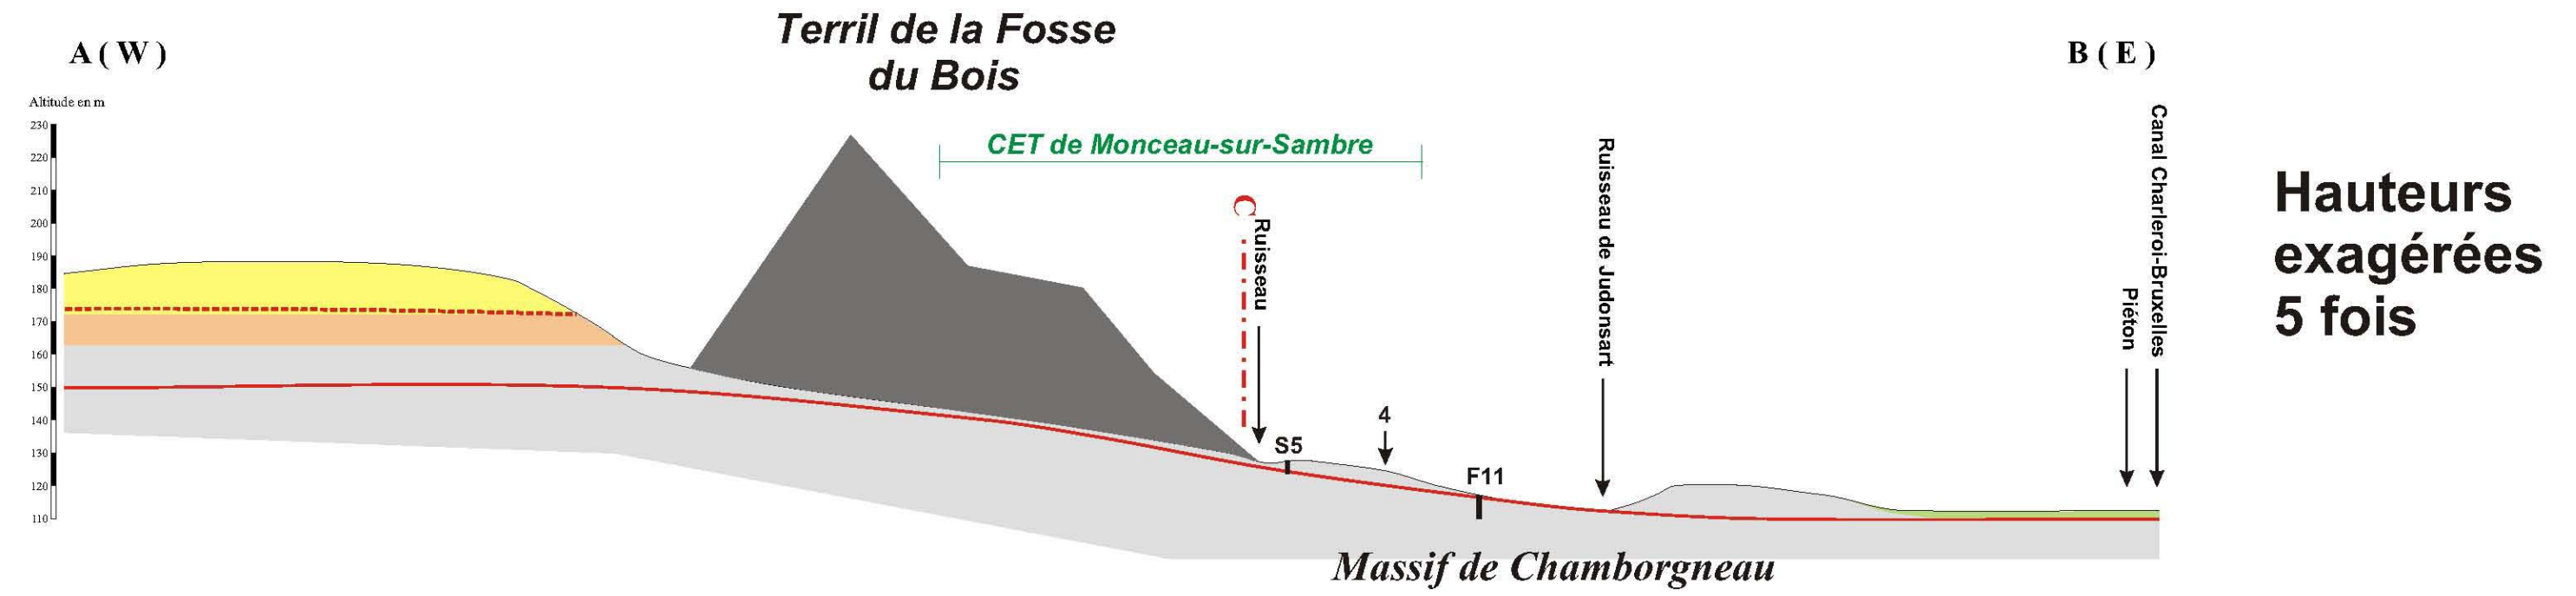 Terril de la Fosse
du Bois
A ( W )
B ( E )
Altitude en m
230
220
210
200
190
180
170
160
150
140
130
120
110
CET de Monceau-sur-Sambre
C
Ruisseau
S5
4
F11
Ruisseau de Judonsart
Piéton
Canal Charleroi-Bruxelles
Hauteurs
exagérées
5 fois
Massif de Chamborgneau